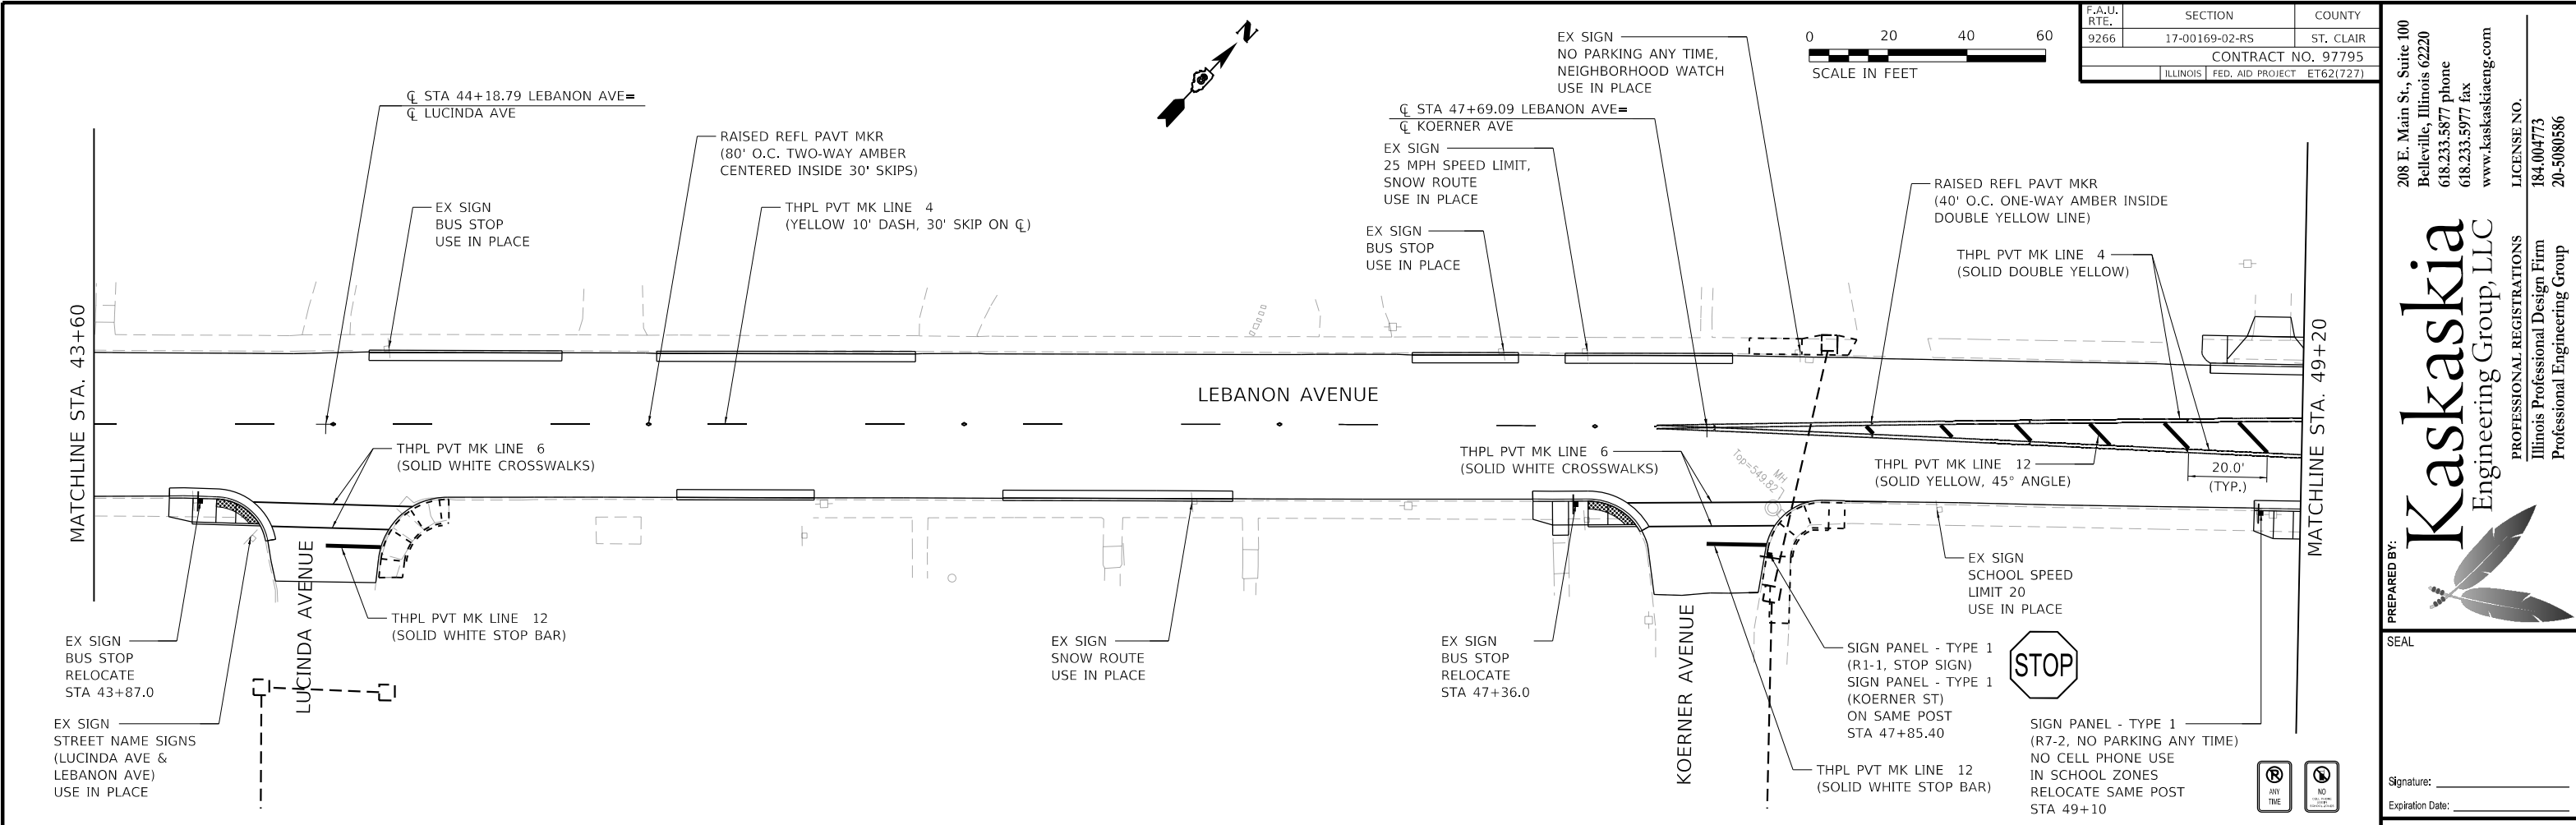 F.A.U. RTE.
SECTION
COUNTY
9266
17-00169-02-RS
ST. CLAIR
CONTRACT NO. 97795
ILLINOIS
FED. AID PROJECT
ET62(727)
N
0 20 40 60
SCALE IN FEET
℄ STA 44+18.79 LEBANON AVE=
℄ LUCINDA AVE
EX SIGN
BUS STOP
USE IN PLACE
RAISED REFL PAVT MKR
(80' O.C. TWO-WAY AMBER
CENTERED INSIDE 30' SKIPS)
THPL PVT MK LINE 4
(YELLOW 10' DASH, 30' SKIP ON ℄)
EX SIGN
NO PARKING ANY TIME,
NEIGHBORHOOD WATCH
USE IN PLACE
℄ STA 47+69.09 LEBANON AVE=
℄ KOERNER AVE
EX SIGN
25 MPH SPEED LIMIT,
SNOW ROUTE
USE IN PLACE
EX SIGN
BUS STOP
USE IN PLACE
RAISED REFL PAVT MKR
(40' O.C. ONE-WAY AMBER INSIDE
DOUBLE YELLOW LINE)
THPL PVT MK LINE 4
(SOLID DOUBLE YELLOW)
MATCHLINE STA. 43+60
LEBANON AVENUE
MATCHLINE STA. 49+20
THPL PVT MK LINE 6
(SOLID WHITE CROSSWALKS)
THPL PVT MK LINE 6
(SOLID WHITE CROSSWALKS)
MH
Top=549.82
THPL PVT MK LINE 12
(SOLID YELLOW, 45° ANGLE)
20.0'
(TYP.)
LUCINDA AVENUE
THPL PVT MK LINE 12
(SOLID WHITE STOP BAR)
EX SIGN
BUS STOP
RELOCATE
STA 43+87.0
EX SIGN
STREET NAME SIGNS
(LUCINDA AVE &
LEBANON AVE)
USE IN PLACE
EX SIGN
SNOW ROUTE
USE IN PLACE
EX SIGN
BUS STOP
RELOCATE
STA 47+36.0
KOERNER AVENUE
EX SIGN
SCHOOL SPEED
LIMIT 20
USE IN PLACE
SIGN PANEL - TYPE 1
(R1-1, STOP SIGN)
SIGN PANEL - TYPE 1
(KOERNER ST)
ON SAME POST
STA 47+85.40
STOP
THPL PVT MK LINE 12
(SOLID WHITE STOP BAR)
SIGN PANEL - TYPE 1
(R7-2, NO PARKING ANY TIME)
NO CELL PHONE USE
IN SCHOOL ZONES
RELOCATE SAME POST
STA 49+10
P
ANY
TIME
NO
208 E. Main St., Suite 100
Belleville, Illinois 62220
618.233.5877 phone
618.233.5977 fax
www.kaskaskiaeng.com
PROFESSIONAL REGISTRATIONS
LICENSE NO.
Illinois Professional Design Firm
184.004773
Professional Engineering Group
20-5080586
PREPARED BY:
Kaskaskia
Engineering Group, LLC
SEAL
Signature:
Expiration Date: